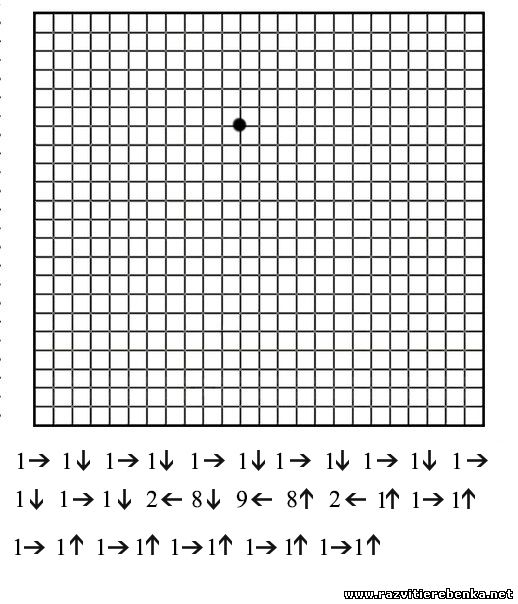 1→ 1↓ 1→ 1↓ 1→ 1↓ 1→ 1↓ 1→ 1↓ 1→
1↓ 1→ 1↓ 2← 8↓ 9← 8↑ 2← 1↑ 1→ 1↑
1→ 1↑ 1→ 1↑ 1→ 1↑ 1→ 1↑ 1→ 1↑
www.razvitierebenka.net